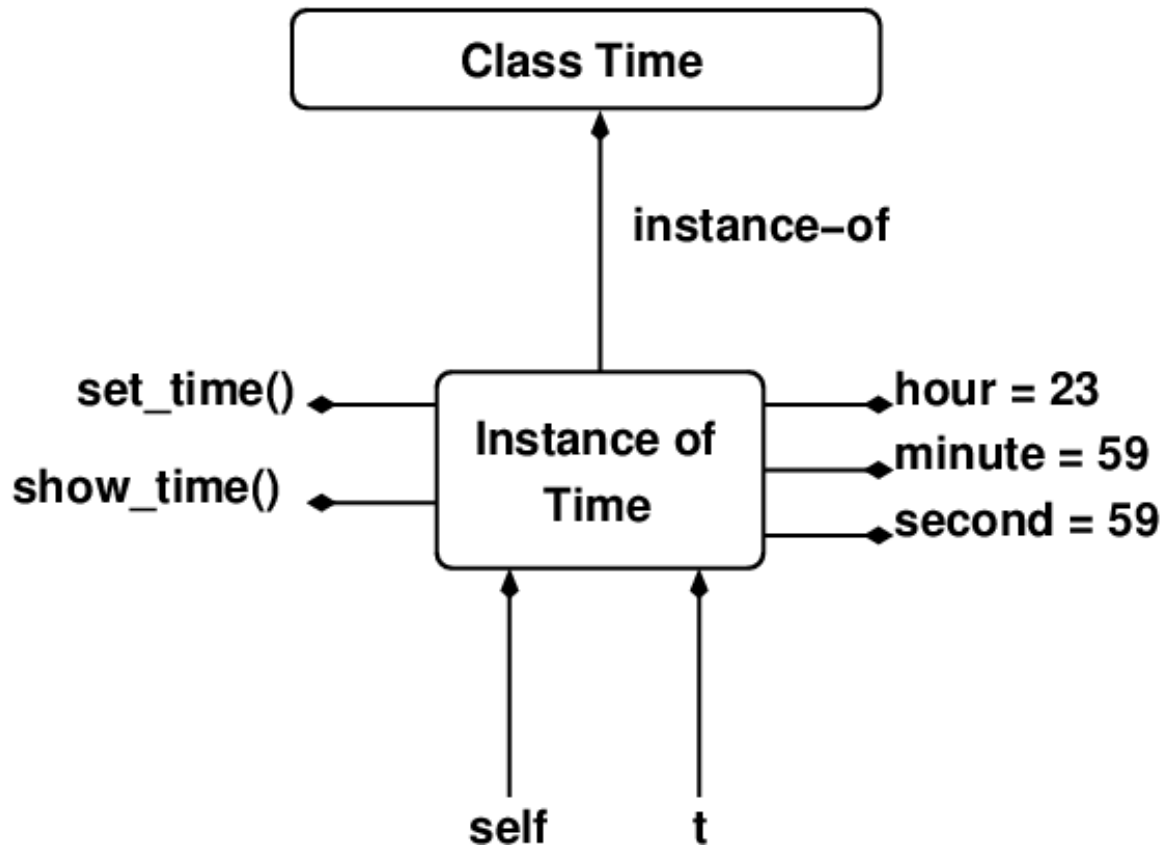 Class Time
instance–of
set_time()
show_time()
Instance of
Time
hour = 23
minute = 59
second = 59
self
t